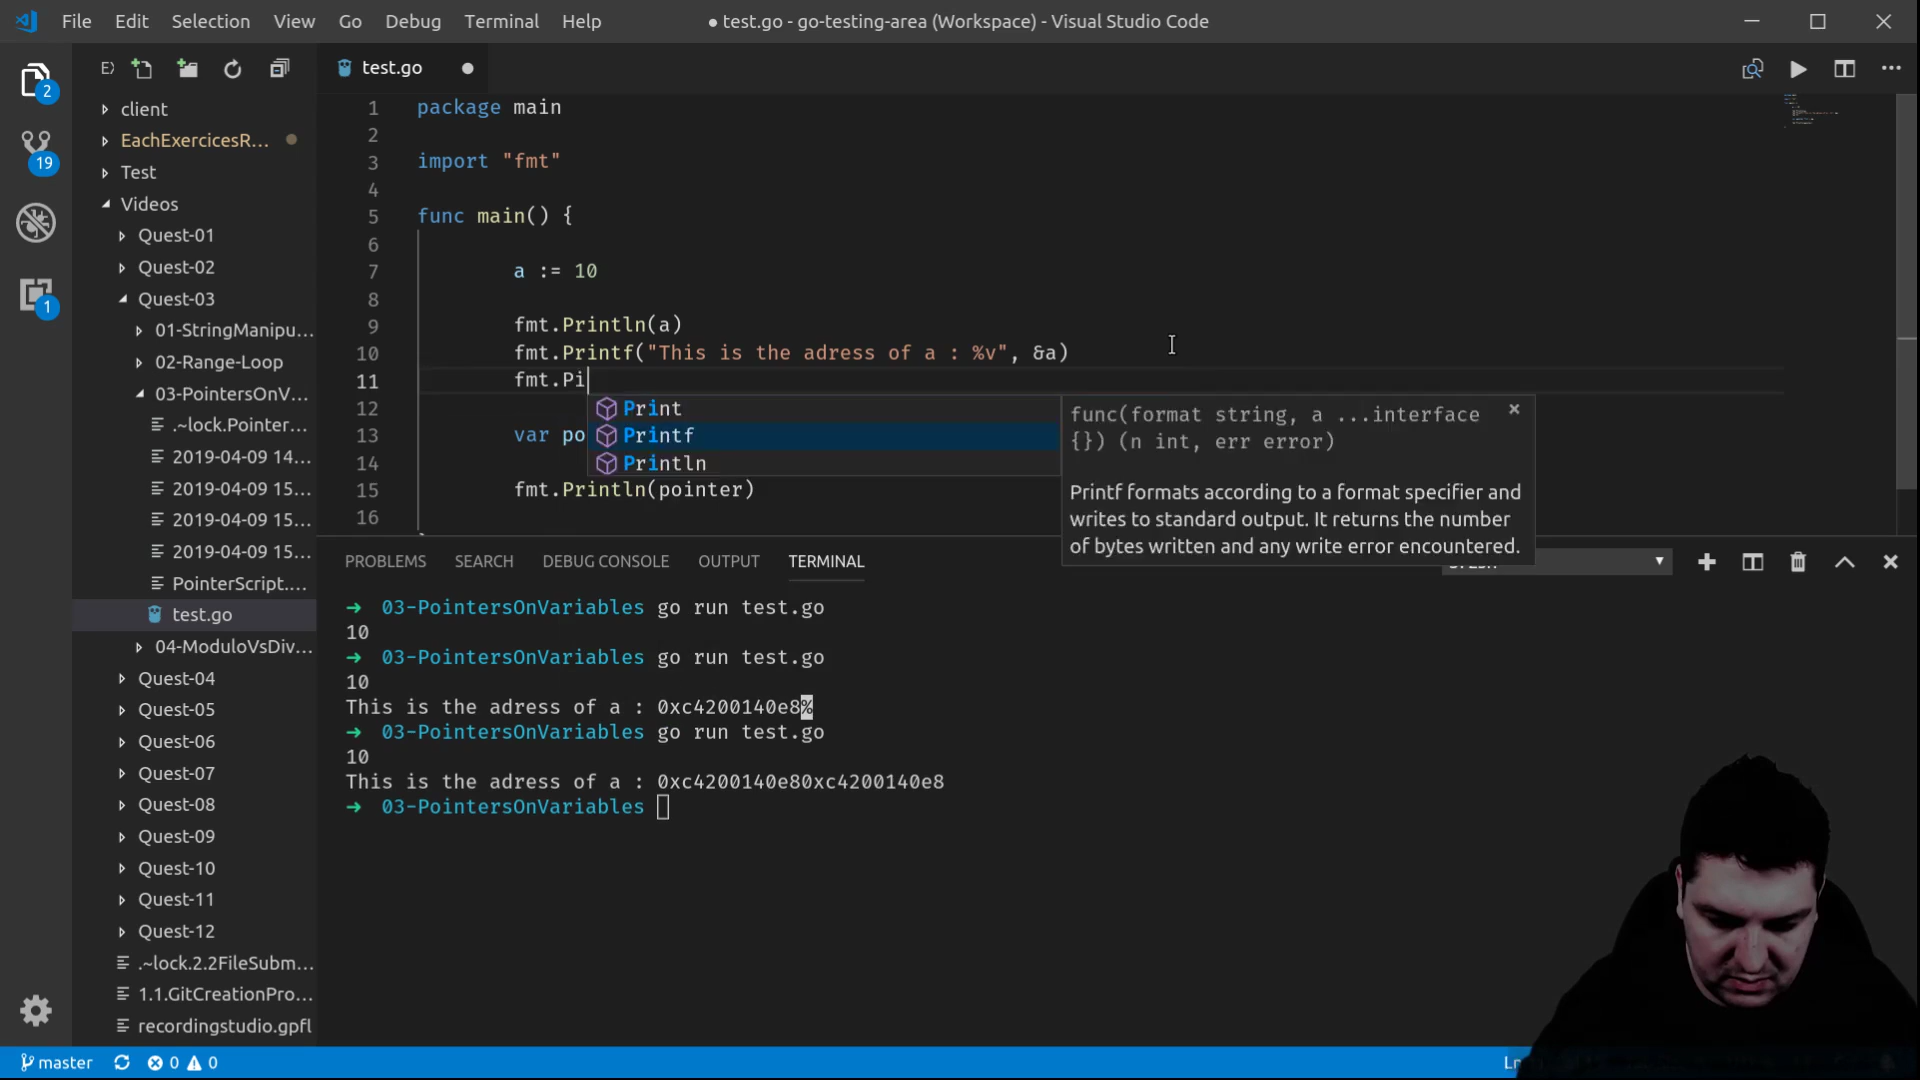 File Edit Selection View Go Debug Terminal Help
● test.go - go-testing-area (Workspace) - Visual Studio Code
test.go
2
19
1
client
EachExercicesR...
Test
Videos
Quest-01
Quest-02
Quest-03
01-StringManipu...
02-Range-Loop
03-PointersOnV...
.~lock.Pointer...
2019-04-09 14...
2019-04-09 15...
2019-04-09 15...
2019-04-09 15...
PointerScript....
test.go
04-ModuloVsDiv...
Quest-04
Quest-05
Quest-06
Quest-07
Quest-08
Quest-09
Quest-10
Quest-11
Quest-12
.~lock.2.2FileSubm...
1.1.GitCreationPro...
recordingstudio.gpfl
1 package main
2
3 import "fmt"
4
5 func main() {
6
7 a := 10
8
9 fmt.Println(a)
10 fmt.Printf("This is the adress of a : %v", &a)
11 fmt.Pi
12
13 var po
14
15 fmt.Println(pointer)
16
Print
Printf
Println
func(format string, a ...interface
{}) (n int, err error)
Printf formats according to a format specifier and
writes to standard output. It returns the number
of bytes written and any write error encountered.
PROBLEMS SEARCH DEBUG CONSOLE OUTPUT TERMINAL
➜ 03-PointersOnVariables go run test.go
10
➜ 03-PointersOnVariables go run test.go
10
This is the adress of a : 0xc4200140e8%
➜ 03-PointersOnVariables go run test.go
10
This is the adress of a : 0xc4200140e80xc4200140e8
➜ 03-PointersOnVariables
master 0 0